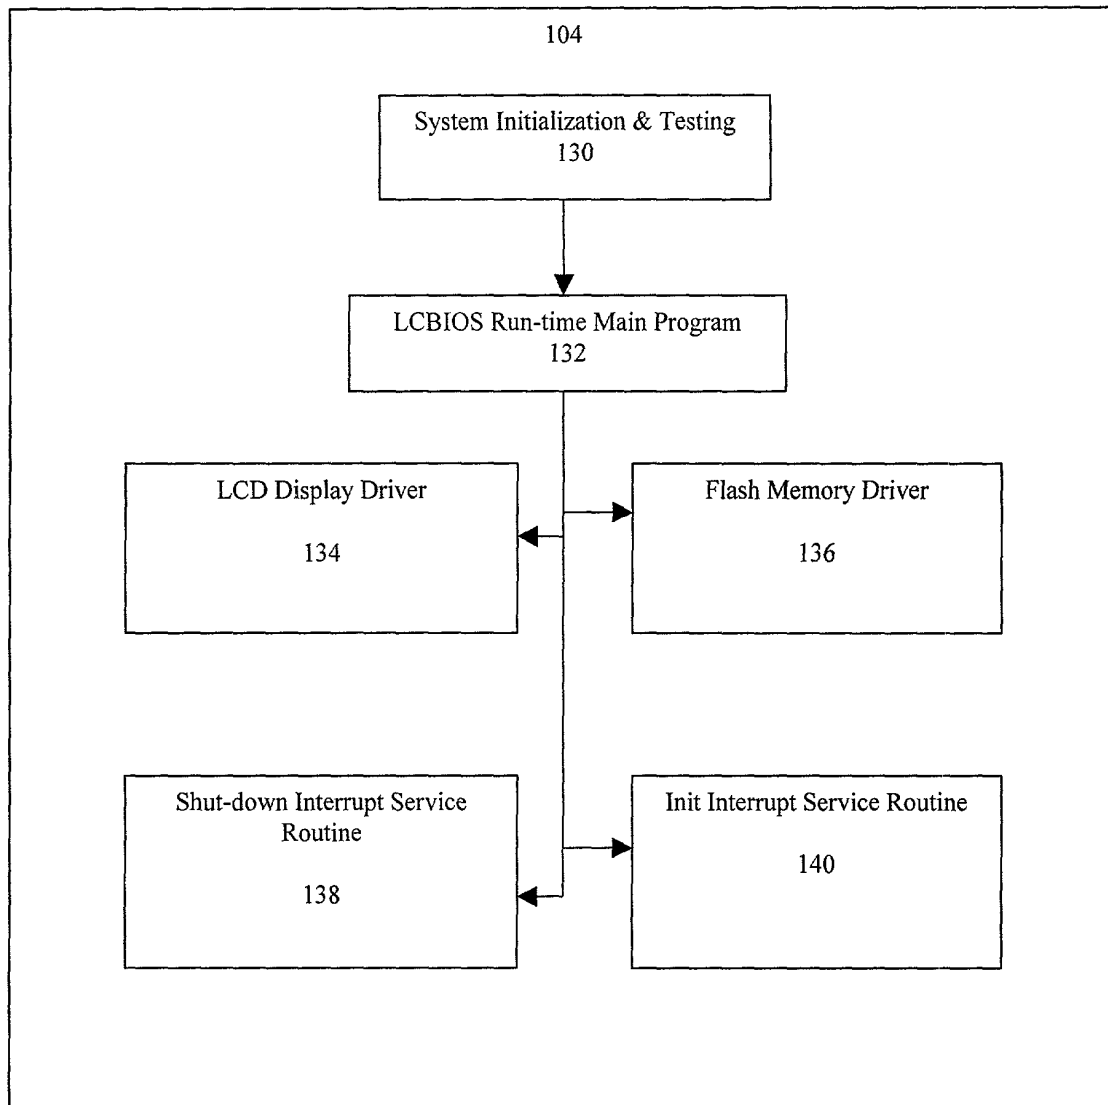 104
System Initialization & Testing
130
LCBIOS Run-time Main Program
132
LCD Display Driver
134
Flash Memory Driver
136
Shut-down Interrupt Service
Routine
138
Init Interrupt Service Routine
140